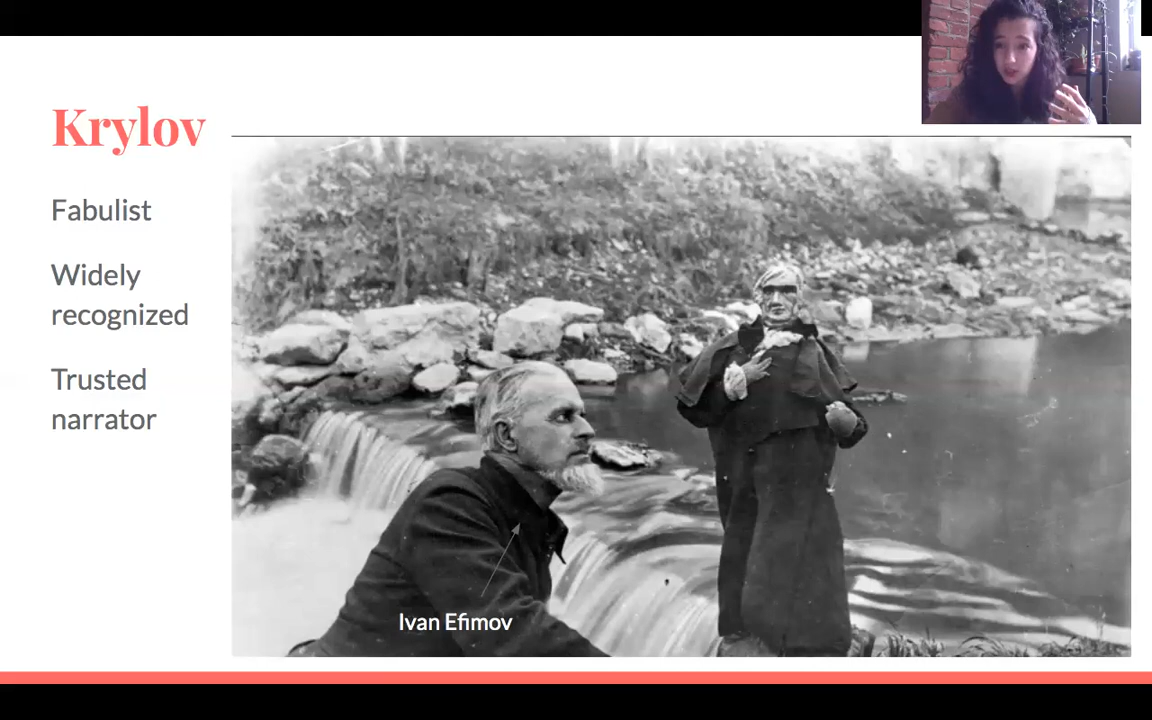 Krylov
Fabulist
Widely
recognized
Trusted
narrator
Ivan Efimov